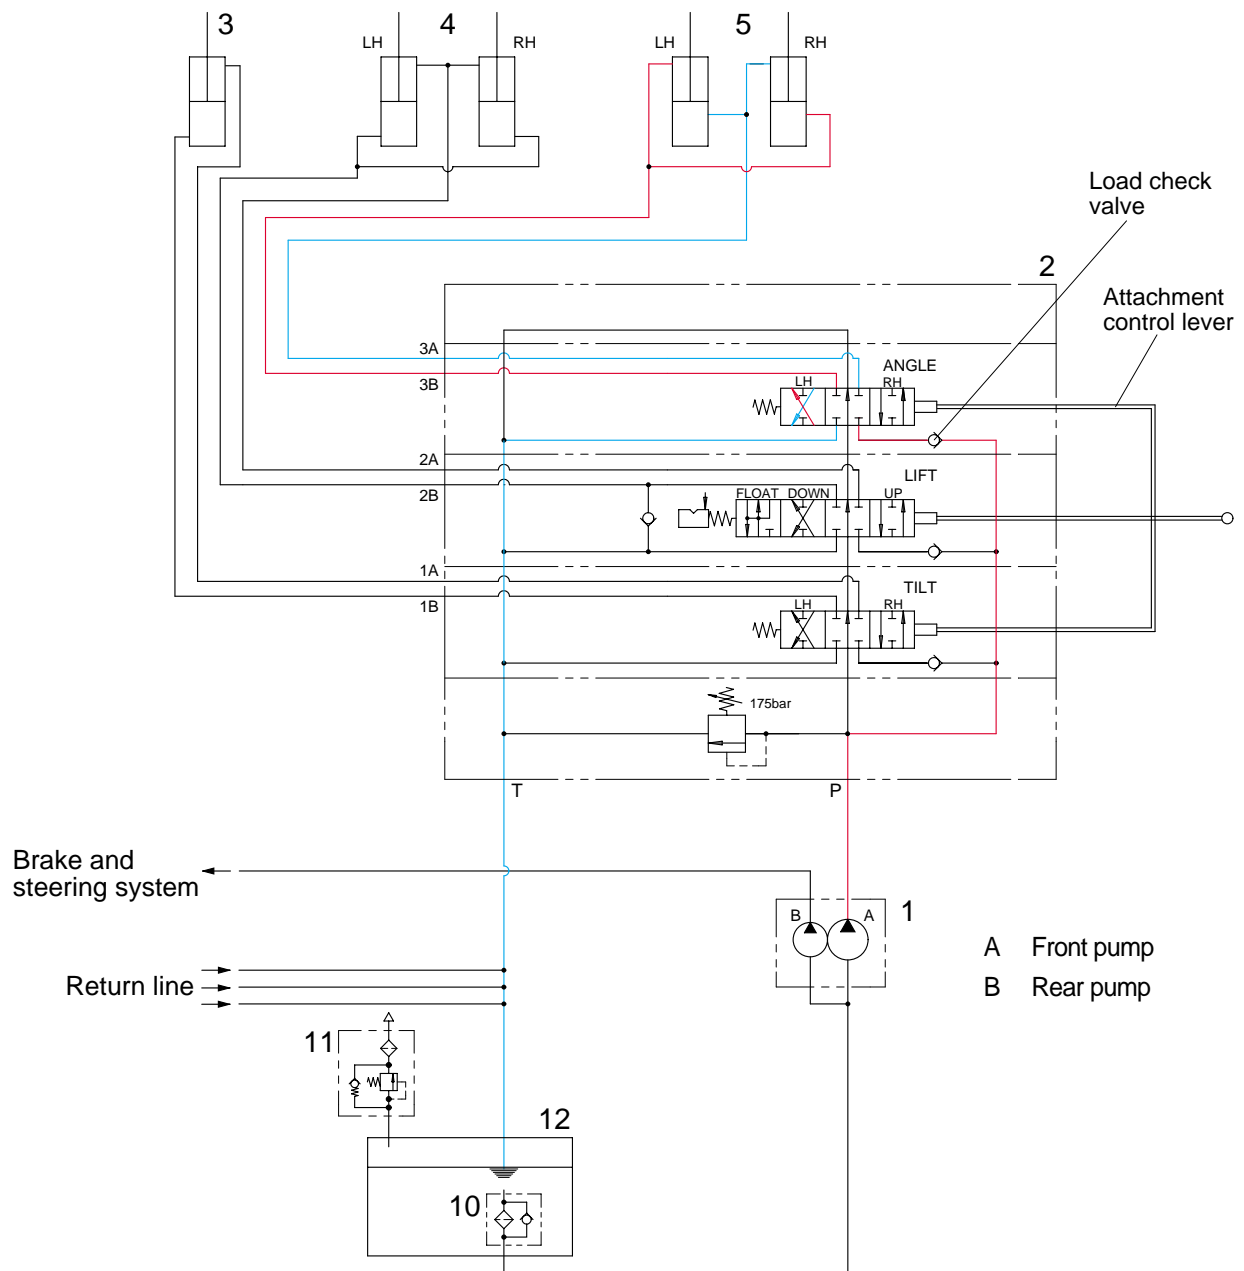 3
4
5
LH
RH
LH
RH
Load check
valve
2
Attachment
control lever
3A
ANGLE
3B
LH
RH
2A
LIFT
2B
FLOAT DOWN UP
1A
TILT
1B
LH
RH
175bar
T
P
Brake and
steering system
B
A
1
A Front pump
B Rear pump
Return line
11
12
10